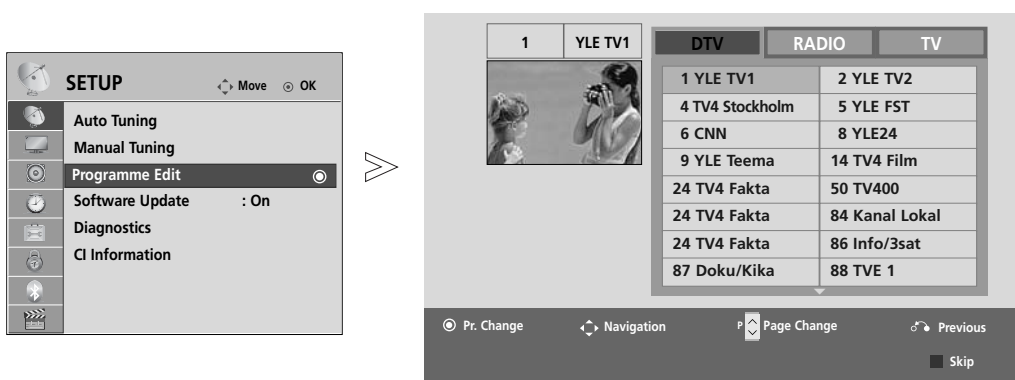 SETUP Move OK
Auto Tuning
Manual Tuning
Programme Edit
Software Update : On
Diagnostics
CI Information
1 YLE TV1
DTV RADIO TV
1 YLE TV1 2 YLE TV2
4 TV4 Stockholm 5 YLE FST
6 CNN 8 YLE24
9 YLE Teema 14 TV4 Film
24 TV4 Fakta 50 TV400
24 TV4 Fakta 84 Kanal Lokal
24 TV4 Fakta 86 Info/3sat
87 Doku/Kika 88 TVE 1
Pr. Change Navigation P Page Change Previous
Skip